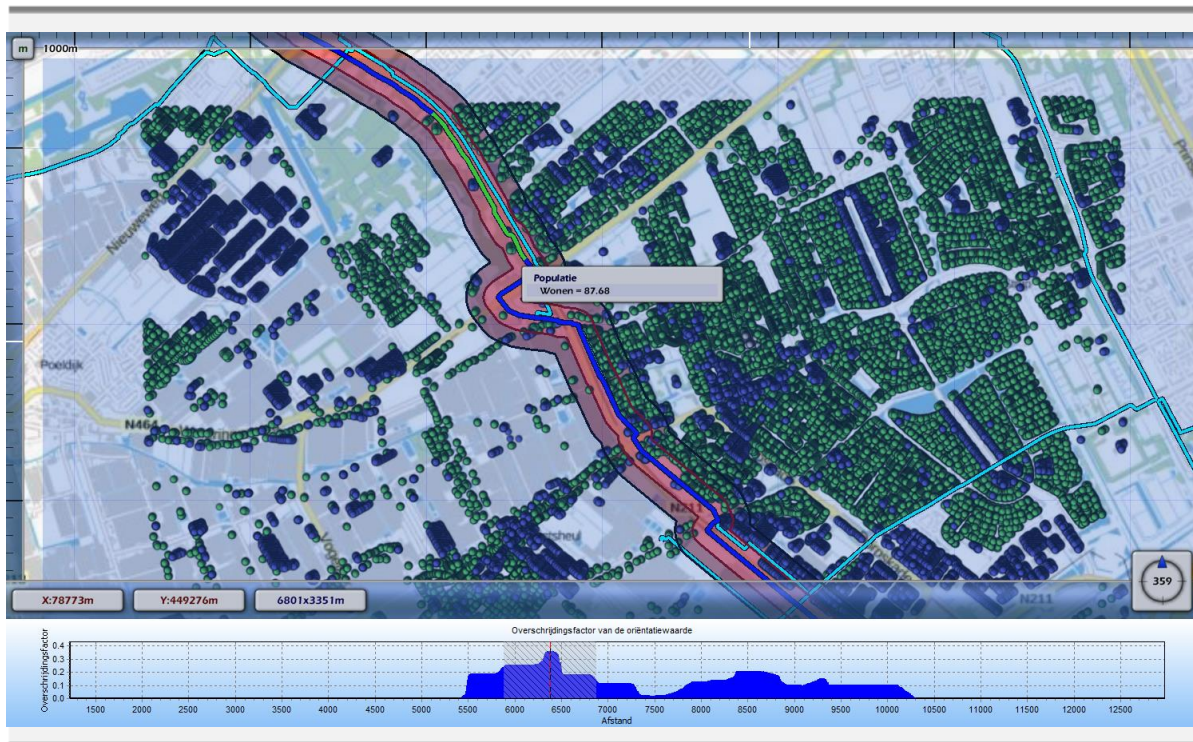 m
1000m
Nieuweweg
Prin
Populatie
Wonen = 87.68
Poeldijk
N464
N211
359
X:78773m
Y:449276m
6801x3351m
N211
Overschrijdingsfactor van de oriëntatiewaarde
Overschrijdingsfactor
0.4
0.3
0.2
0.1
0.0
1500 2000 2500 3000 3500 4000 4500 5000 5500 6000 6500 7000 7500 8000 8500 9000 9500 10000 10500 11000 11500 12000 12500
Afstand